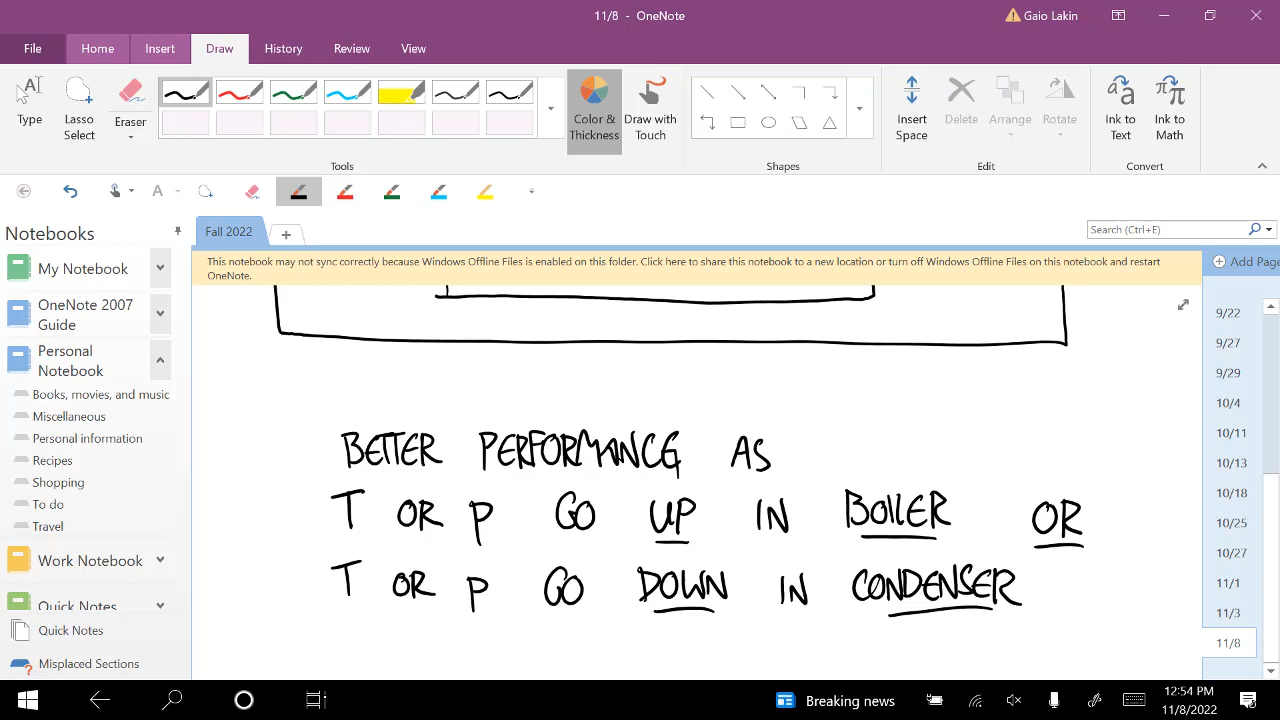 11/8 - OneNote
Gaio Lakin
File Home Insert Draw History Review View
Type
Lasso Select
Eraser
Color & Thickness
Draw with Touch
Insert Space
Delete
Arrange
Rotate
Ink to Text
Ink to Math
Tools
Shapes
Edit
Convert
Notebooks
Fall 2022
Search (Ctrl+E)
This notebook may not sync correctly because Windows Offline Files is enabled on this folder. Click here to share this notebook to a new location or turn off Windows Offline Files on this notebook and restart
OneNote.
Add Page
My Notebook
OneNote 2007
Guide
Personal
Notebook
Books, movies, and music
Miscellaneous
Personal information
Recipes
Shopping
To do
Travel
Work Notebook
Quick Notes
Quick Notes
Misplaced Sections
BETTER PERFORMANCE AS
T OR p GO UP IN BOILER OR
T OR p GO DOWN IN CONDENSER
9/22
9/27
9/29
10/4
10/11
10/13
10/18
10/25
10/27
11/1
11/3
11/8
Breaking news
12:54 PM
11/8/2022